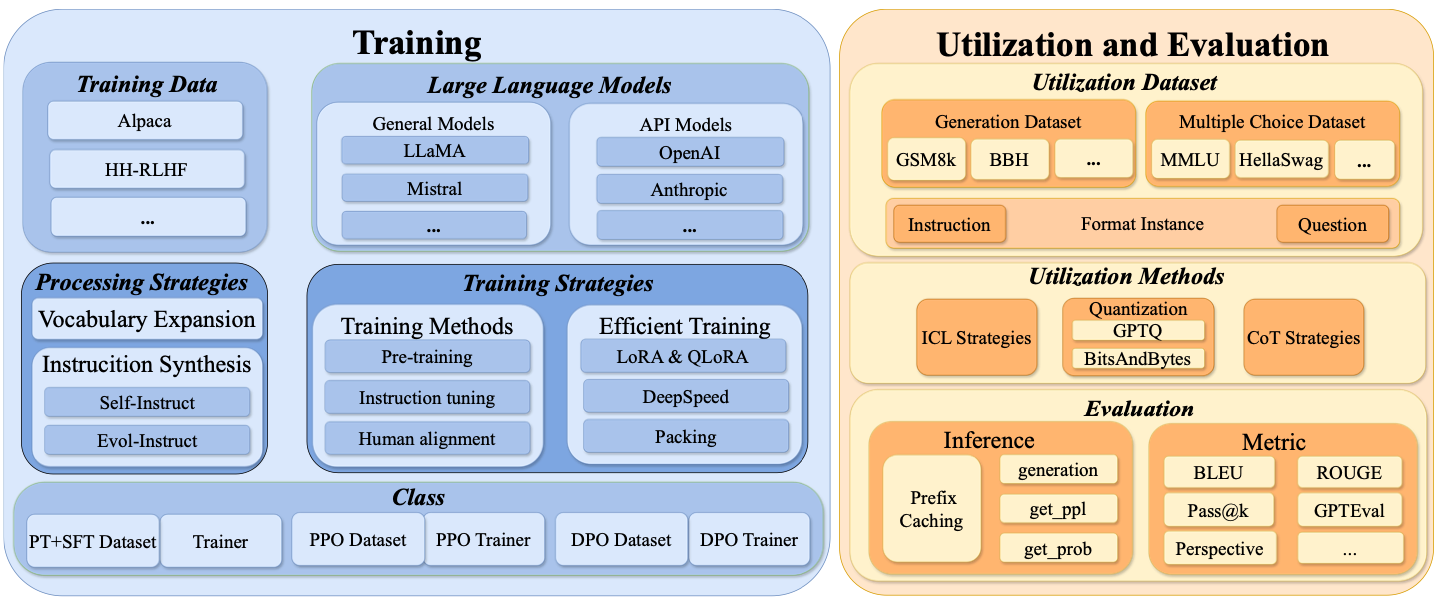 Training
Training Data
Alpaca
HH-RLHF
...
Large Language Models
General Models
LLaMA
Mistral
...
API Models
OpenAI
Anthropic
...
Processing Strategies
Vocabulary Expansion
Instrucition Synthesis
Self-Instruct
Evol-Instruct
Training Strategies
Training Methods
Pre-training
Instruction tuning
Human alignment
Efficient Training
LoRA & QLoRA
DeepSpeed
Packing
Class
PT+SFT Dataset
Trainer
PPO Dataset
PPO Trainer
DPO Dataset
DPO Trainer
Utilization and Evaluation
Utilization Dataset
Generation Dataset
GSM8k
BBH
...
Multiple Choice Dataset
MMLU
HellaSwag
...
Instruction
Format Instance
Question
Utilization Methods
ICL Strategies
Quantization
GPTQ
BitsAndBytes
CoT Strategies
Evaluation
Inference
Prefix
Caching
generation
get_ppl
get_prob
Metric
BLEU
ROUGE
Pass@k
GPTEval
Perspective
...